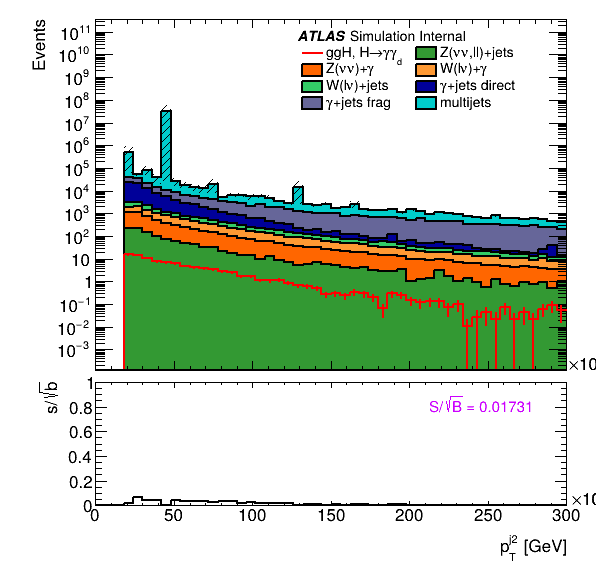 Events
10¹¹
10¹⁰
10⁹
10⁸
10⁷
10⁶
10⁵
10⁴
10³
10²
10
1
10⁻¹
10⁻²
10⁻³
ATLAS Simulation Internal
ggH, H→γγ_d
Z(νν,ll)+jets
Z(νν)+γ
W(lν)+γ
W(lν)+jets
γ+jets direct
γ+jets frag
multijets
×10
s/√b
1
0.8
0.6
0.4
0.2
0
S/√B = 0.01731
×10
0 50 100 150 200 250 300
p_T^j2 [GeV]